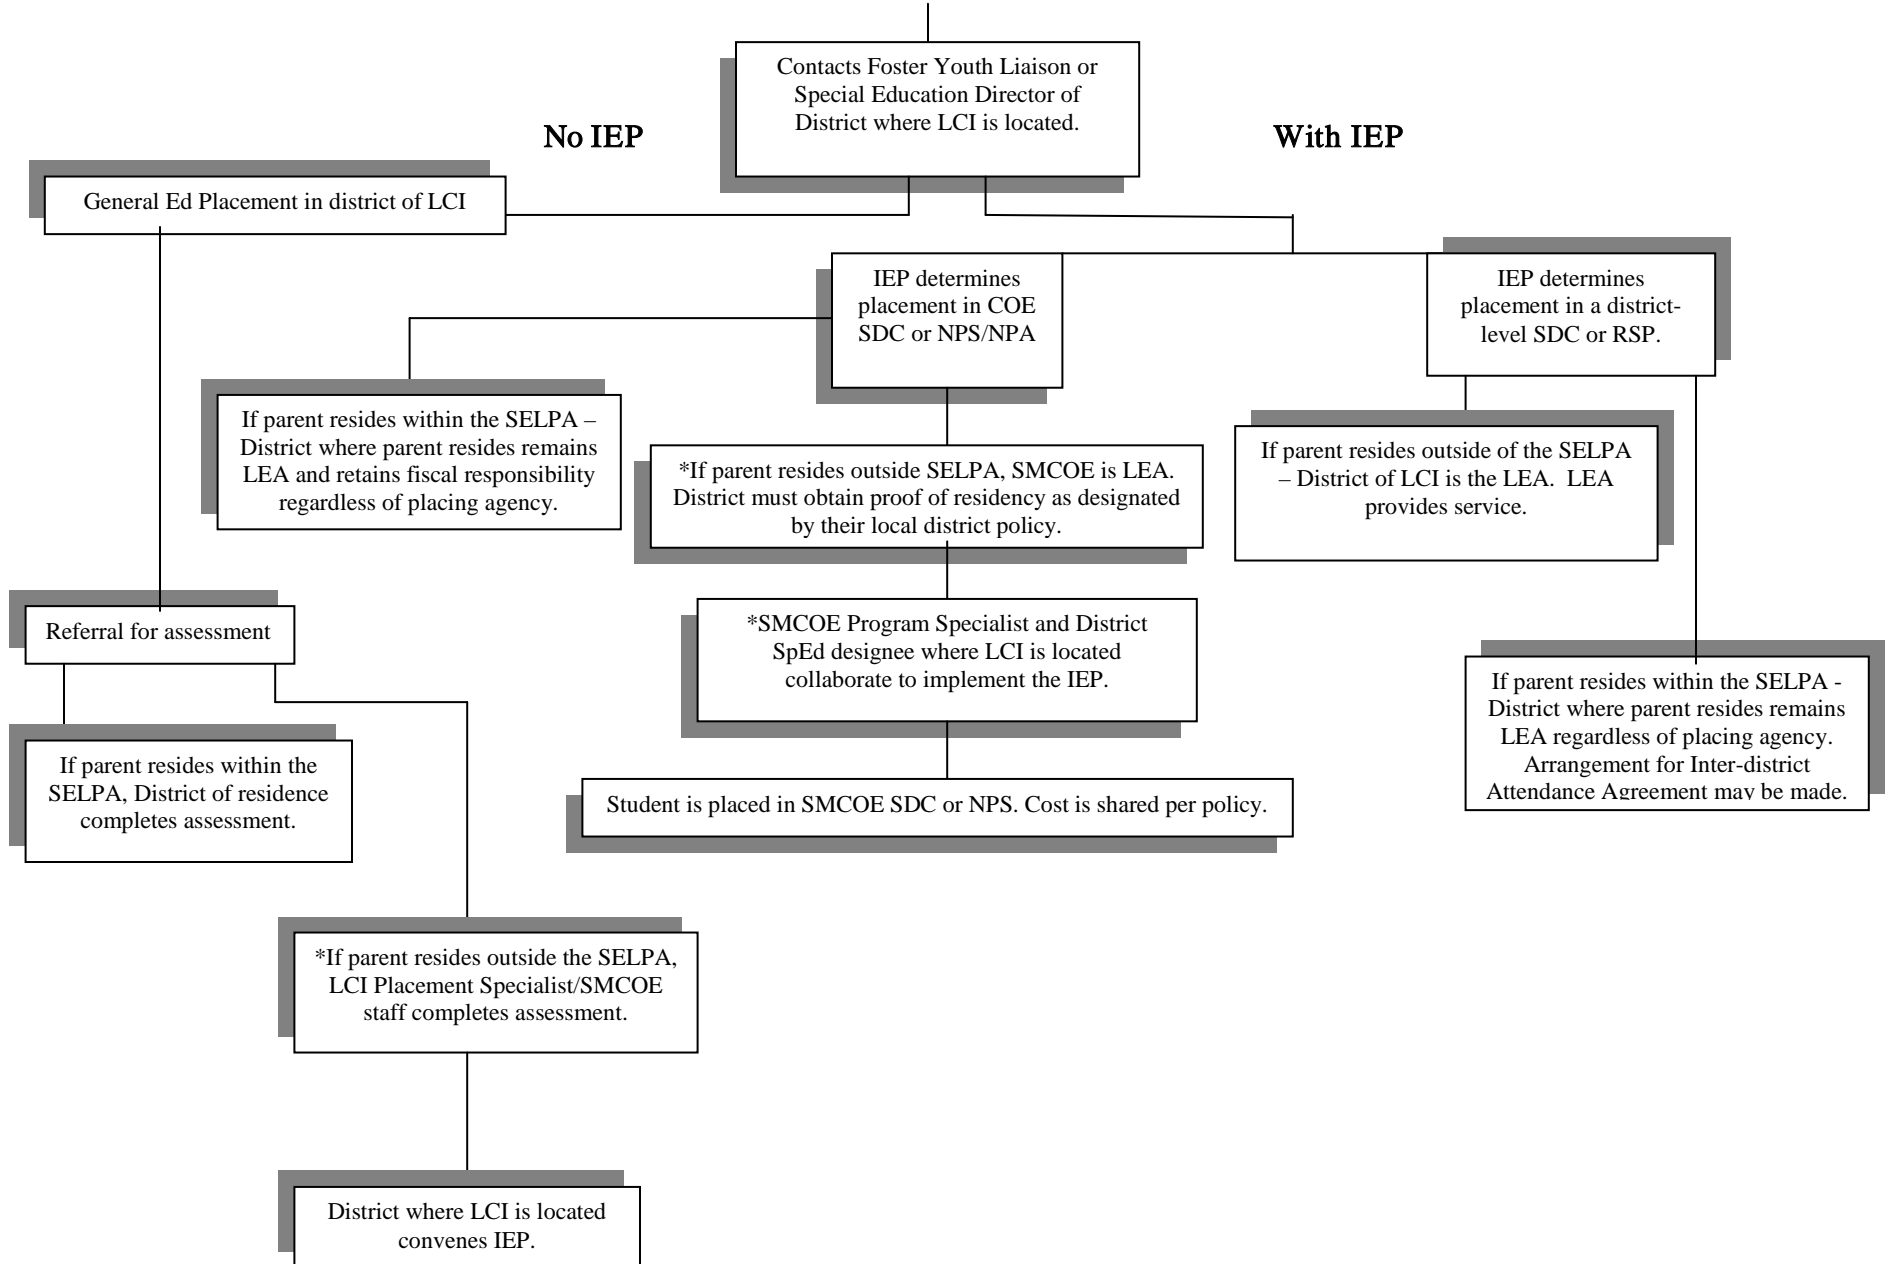 Contacts Foster Youth Liaison or
Special Education Director of
District where LCI is located.
No IEP
With IEP
General Ed Placement in district of LCI
IEP determines
placement in COE
SDC or NPS/NPA
IEP determines
placement in a district-
level SDC or RSP.
If parent resides within the SELPA –
District where parent resides remains
LEA and retains fiscal responsibility
regardless of placing agency.
*If parent resides outside SELPA, SMCOE is LEA.
District must obtain proof of residency as designated
by their local district policy.
If parent resides outside of the SELPA
– District of LCI is the LEA.  LEA
provides service.
Referral for assessment
*SMCOE Program Specialist and District
SpEd designee where LCI is located
collaborate to implement the IEP.
If parent resides within the SELPA -
District where parent resides remains
LEA regardless of placing agency.
Arrangement for Inter-district
Attendance Agreement may be made.
If parent resides within the
SELPA, District of residence
completes assessment.
Student is placed in SMCOE SDC or NPS. Cost is shared per policy.
*If parent resides outside the SELPA,
LCI Placement Specialist/SMCOE
staff completes assessment.
District where LCI is located
convenes IEP.